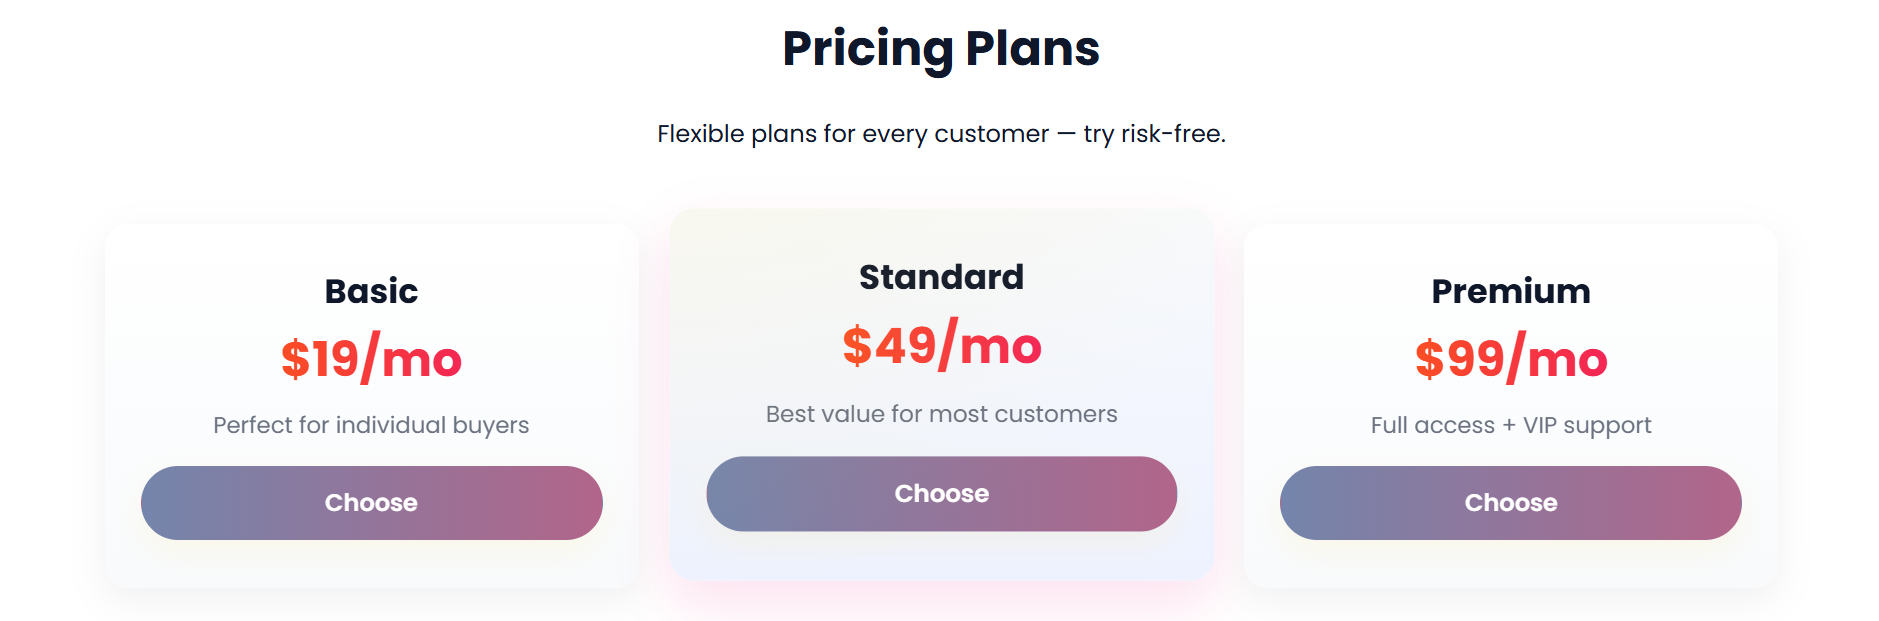 Pricing Plans
Flexible plans for every customer — try risk-free.
Basic
$19/mo
Perfect for individual buyers
Choose
Standard
$49/mo
Best value for most customers
Choose
Premium
$99/mo
Full access + VIP support
Choose